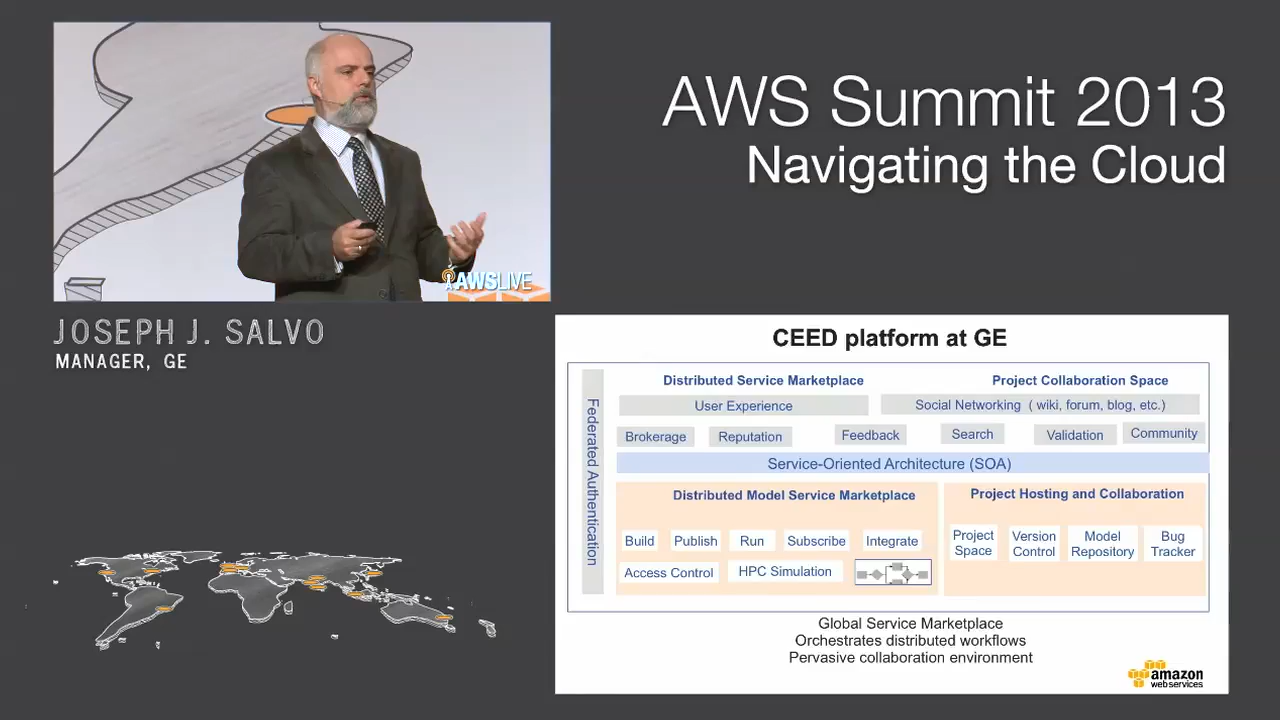 AWS Summit 2013
Navigating the Cloud
AWSLIVE
JOSEPH J. SALVO
MANAGER, GE
CEED platform at GE
Federated Authentication
Distributed Service Marketplace
Project Collaboration Space
User Experience
Social Networking ( wiki, forum, blog, etc.)
Brokerage
Reputation
Feedback
Search
Validation
Community
Service-Oriented Architecture (SOA)
Distributed Model Service Marketplace
Build
Publish
Run
Subscribe
Integrate
Access Control
HPC Simulation
Project Hosting and Collaboration
Project
Space
Version
Control
Model
Repository
Bug
Tracker
Global Service Marketplace
Orchestrates distributed workflows
Pervasive collaboration environment
amazon
webservices